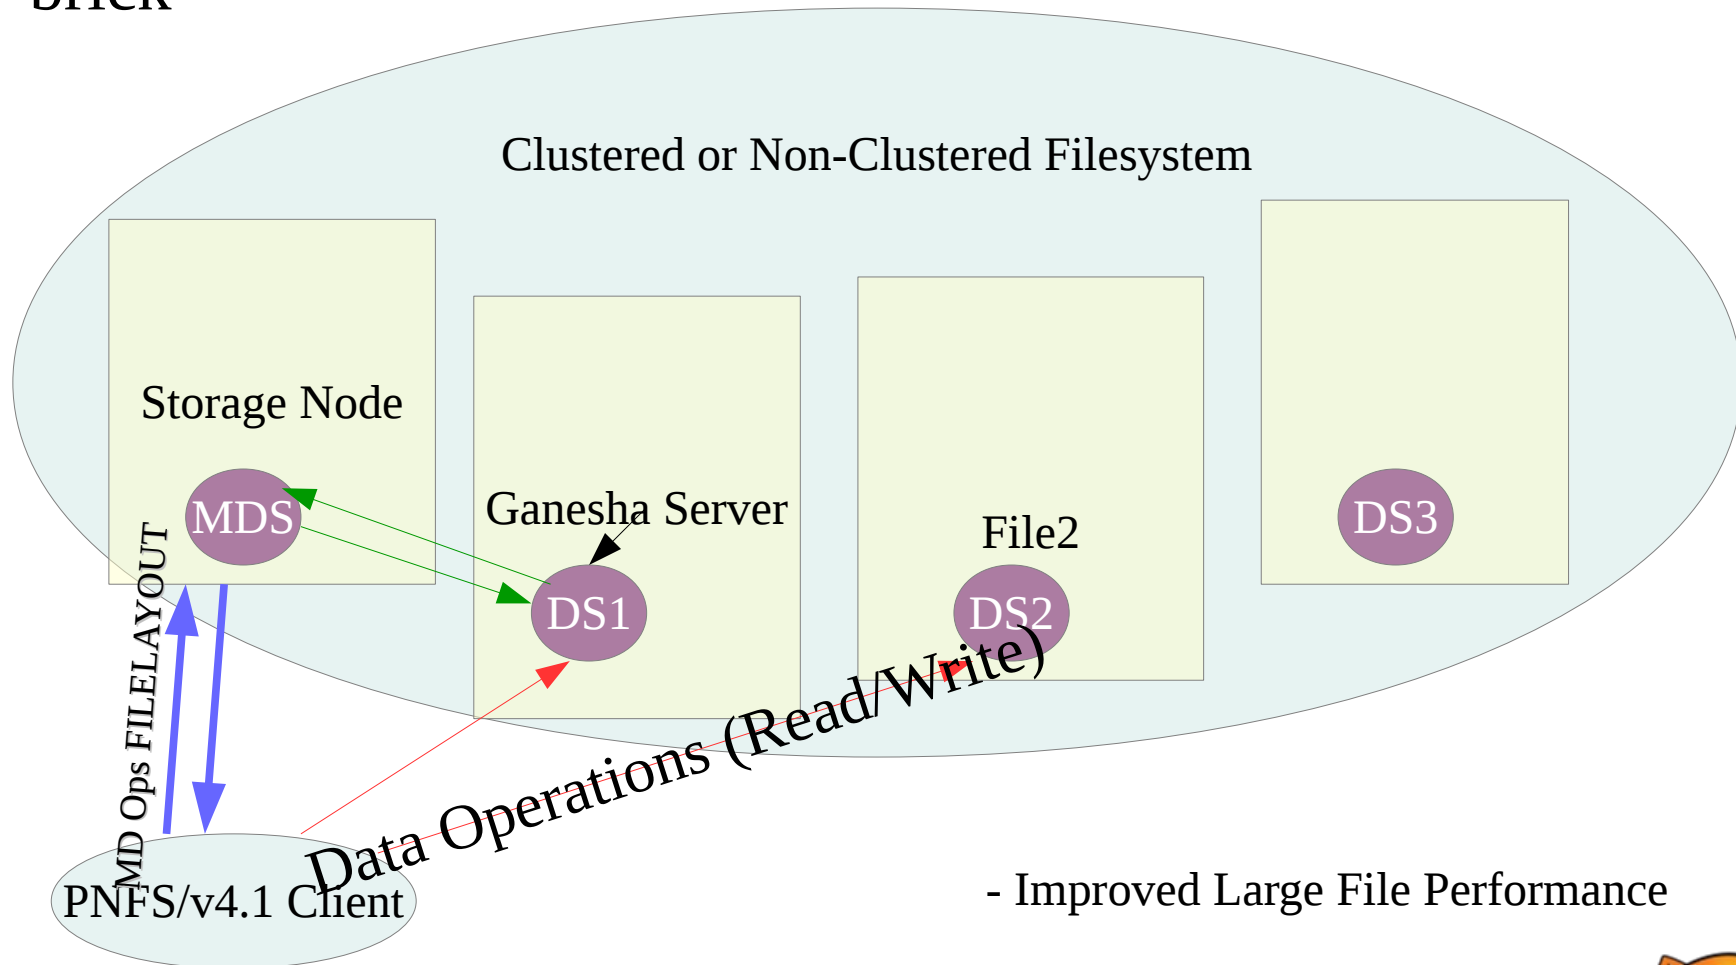 brick
Clustered or Non-Clustered Filesystem
Storage Node
MDS
Ganesha Server
DS1
File2
DS2
DS3
MD Ops FILELAYOUT
Data Operations (Read/Write)
PNFS/v4.1 Client
- Improved Large File Performance